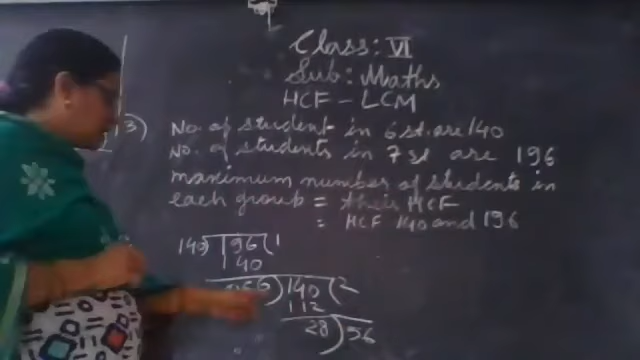 Class: VI
Sub: Maths
HCF - LCM
13) No. of student in 6 st. are 140
No. of students in 7 st are 196
maximum number of students in
each group = their HCF
= HCF 140 and 196
140) 196 ( 1
140
56 ) 140 ( 2
112
28 ) 56